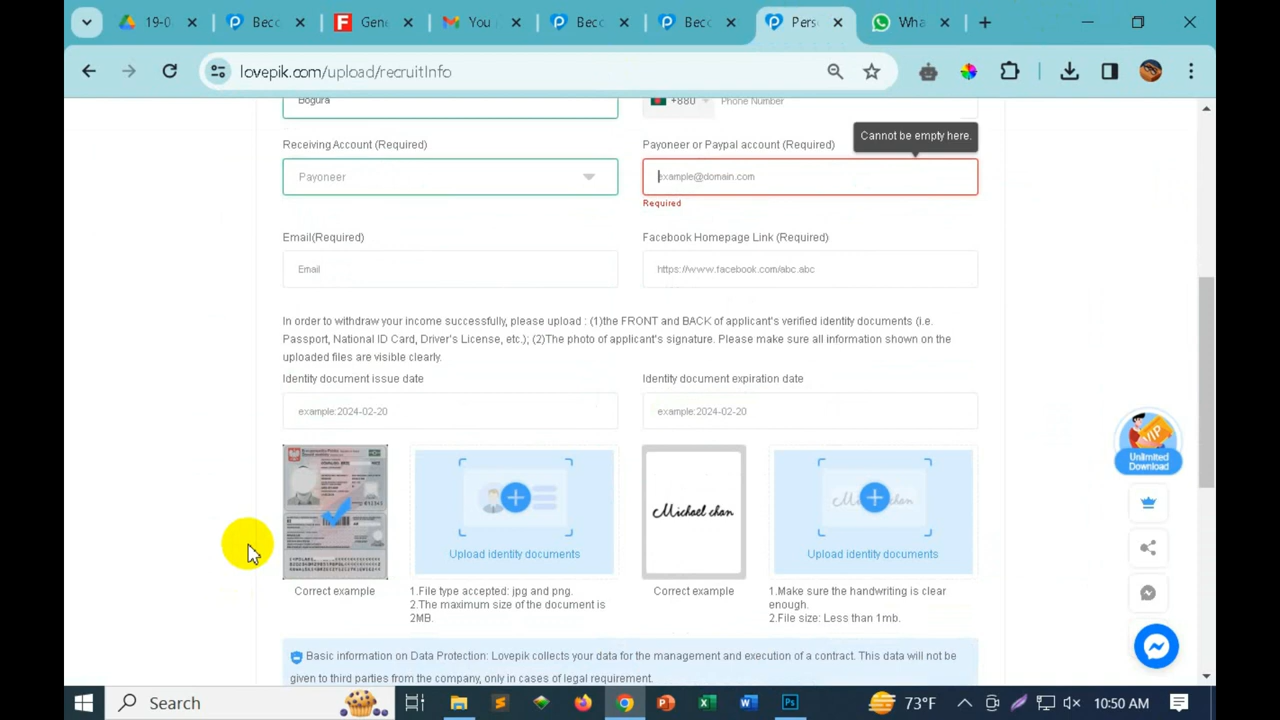 19-0
Beco
Gene
You
Beco
Beco
Pers
Wha
lovepik.com/upload/recruitInfo
Bogura
+880
Phone Number
Cannot be empty here.
Receiving Account (Required)
Payoneer or Paypal account (Required)
Payoneer
example@domain.com
Required
Email(Required)
Facebook Homepage Link (Required)
Email
https://www.facebook.com/abc.abc
In order to withdraw your income successfully, please upload : (1)the FRONT and BACK of applicant's verified identity documents (i.e.
Passport, National ID Card, Driver's License, etc.); (2)The photo of applicant's signature. Please make sure all information shown on the
uploaded files are visible clearly.
Identity document issue date
Identity document expiration date
example:2024-02-20
example:2024-02-20
Michael chan
Michael chan
Upload identity documents
Upload identity documents
Correct example
1.File type accepted: jpg and png.
2.The maximum size of the document is
2MB.
Correct example
1.Make sure the handwriting is clear
enough.
2.File size: Less than 1mb.
VIP
Unlimited
Download
Basic information on Data Protection: Lovepik collects your data for the management and execution of a contract. This data will not be
given to third parties from the company, only in cases of legal requirement.
Search
73°F
10:50 AM